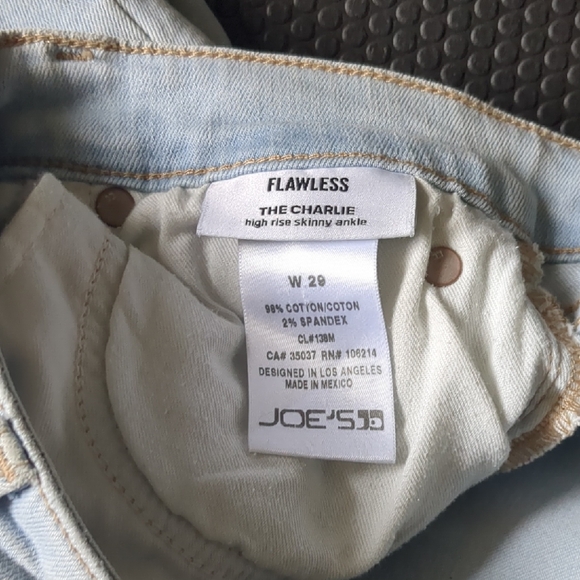 FLAWLESS
THE CHARLIE
high rise skinny ankle
W 29
98% COTTON/COTON
2% SPANDEX
CL#138M
CA# 35037 RN# 106214
DESIGNED IN LOS ANGELES
MADE IN MEXICO
JOE'S